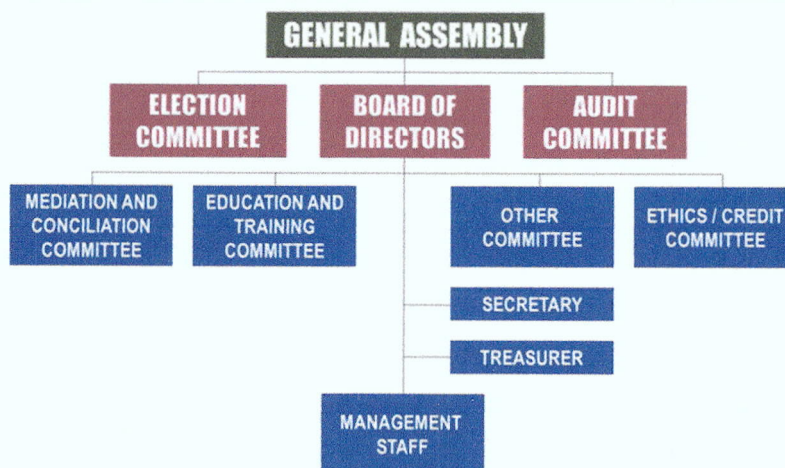 GENERAL ASSEMBLY
ELECTION
COMMITTEE
BOARD OF
DIRECTORS
AUDIT
COMMITTEE
MEDIATION AND
CONCILIATION
COMMITTEE
EDUCATION AND
TRAINING
COMMITTEE
OTHER
COMMITTEE
ETHICS / CREDIT
COMMITTEE
SECRETARY
TREASURER
MANAGEMENT
STAFF